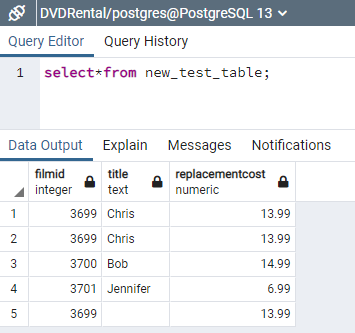 DVDRental/postgres@PostgreSQL 13
Query Editor Query History
1 select*from new_test_table;
Data Output Explain Messages Notifications
filmid title replacementcost
integer text numeric
1 3699 Chris 13.99
2 3699 Chris 13.99
3 3700 Bob 14.99
4 3701 Jennifer 6.99
5 3699 13.99